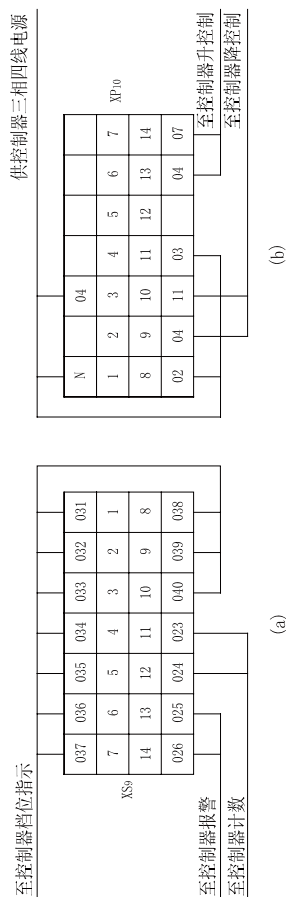 至控制器档位指示
037 036 035 034 033 032 031
7 6 5 4 3 2 1
14 13 12 11 10 9 8
026 025 024 023 040 039 038
XS9
至控制器报警
至控制器计数
(a)
供控制器三相四线电源
N 04
1 2 3 4 5 6 7
8 9 10 11 12 13 14
02 04 11 03 04 07
XP10
至控制器升控制
至控制器降控制
(b)